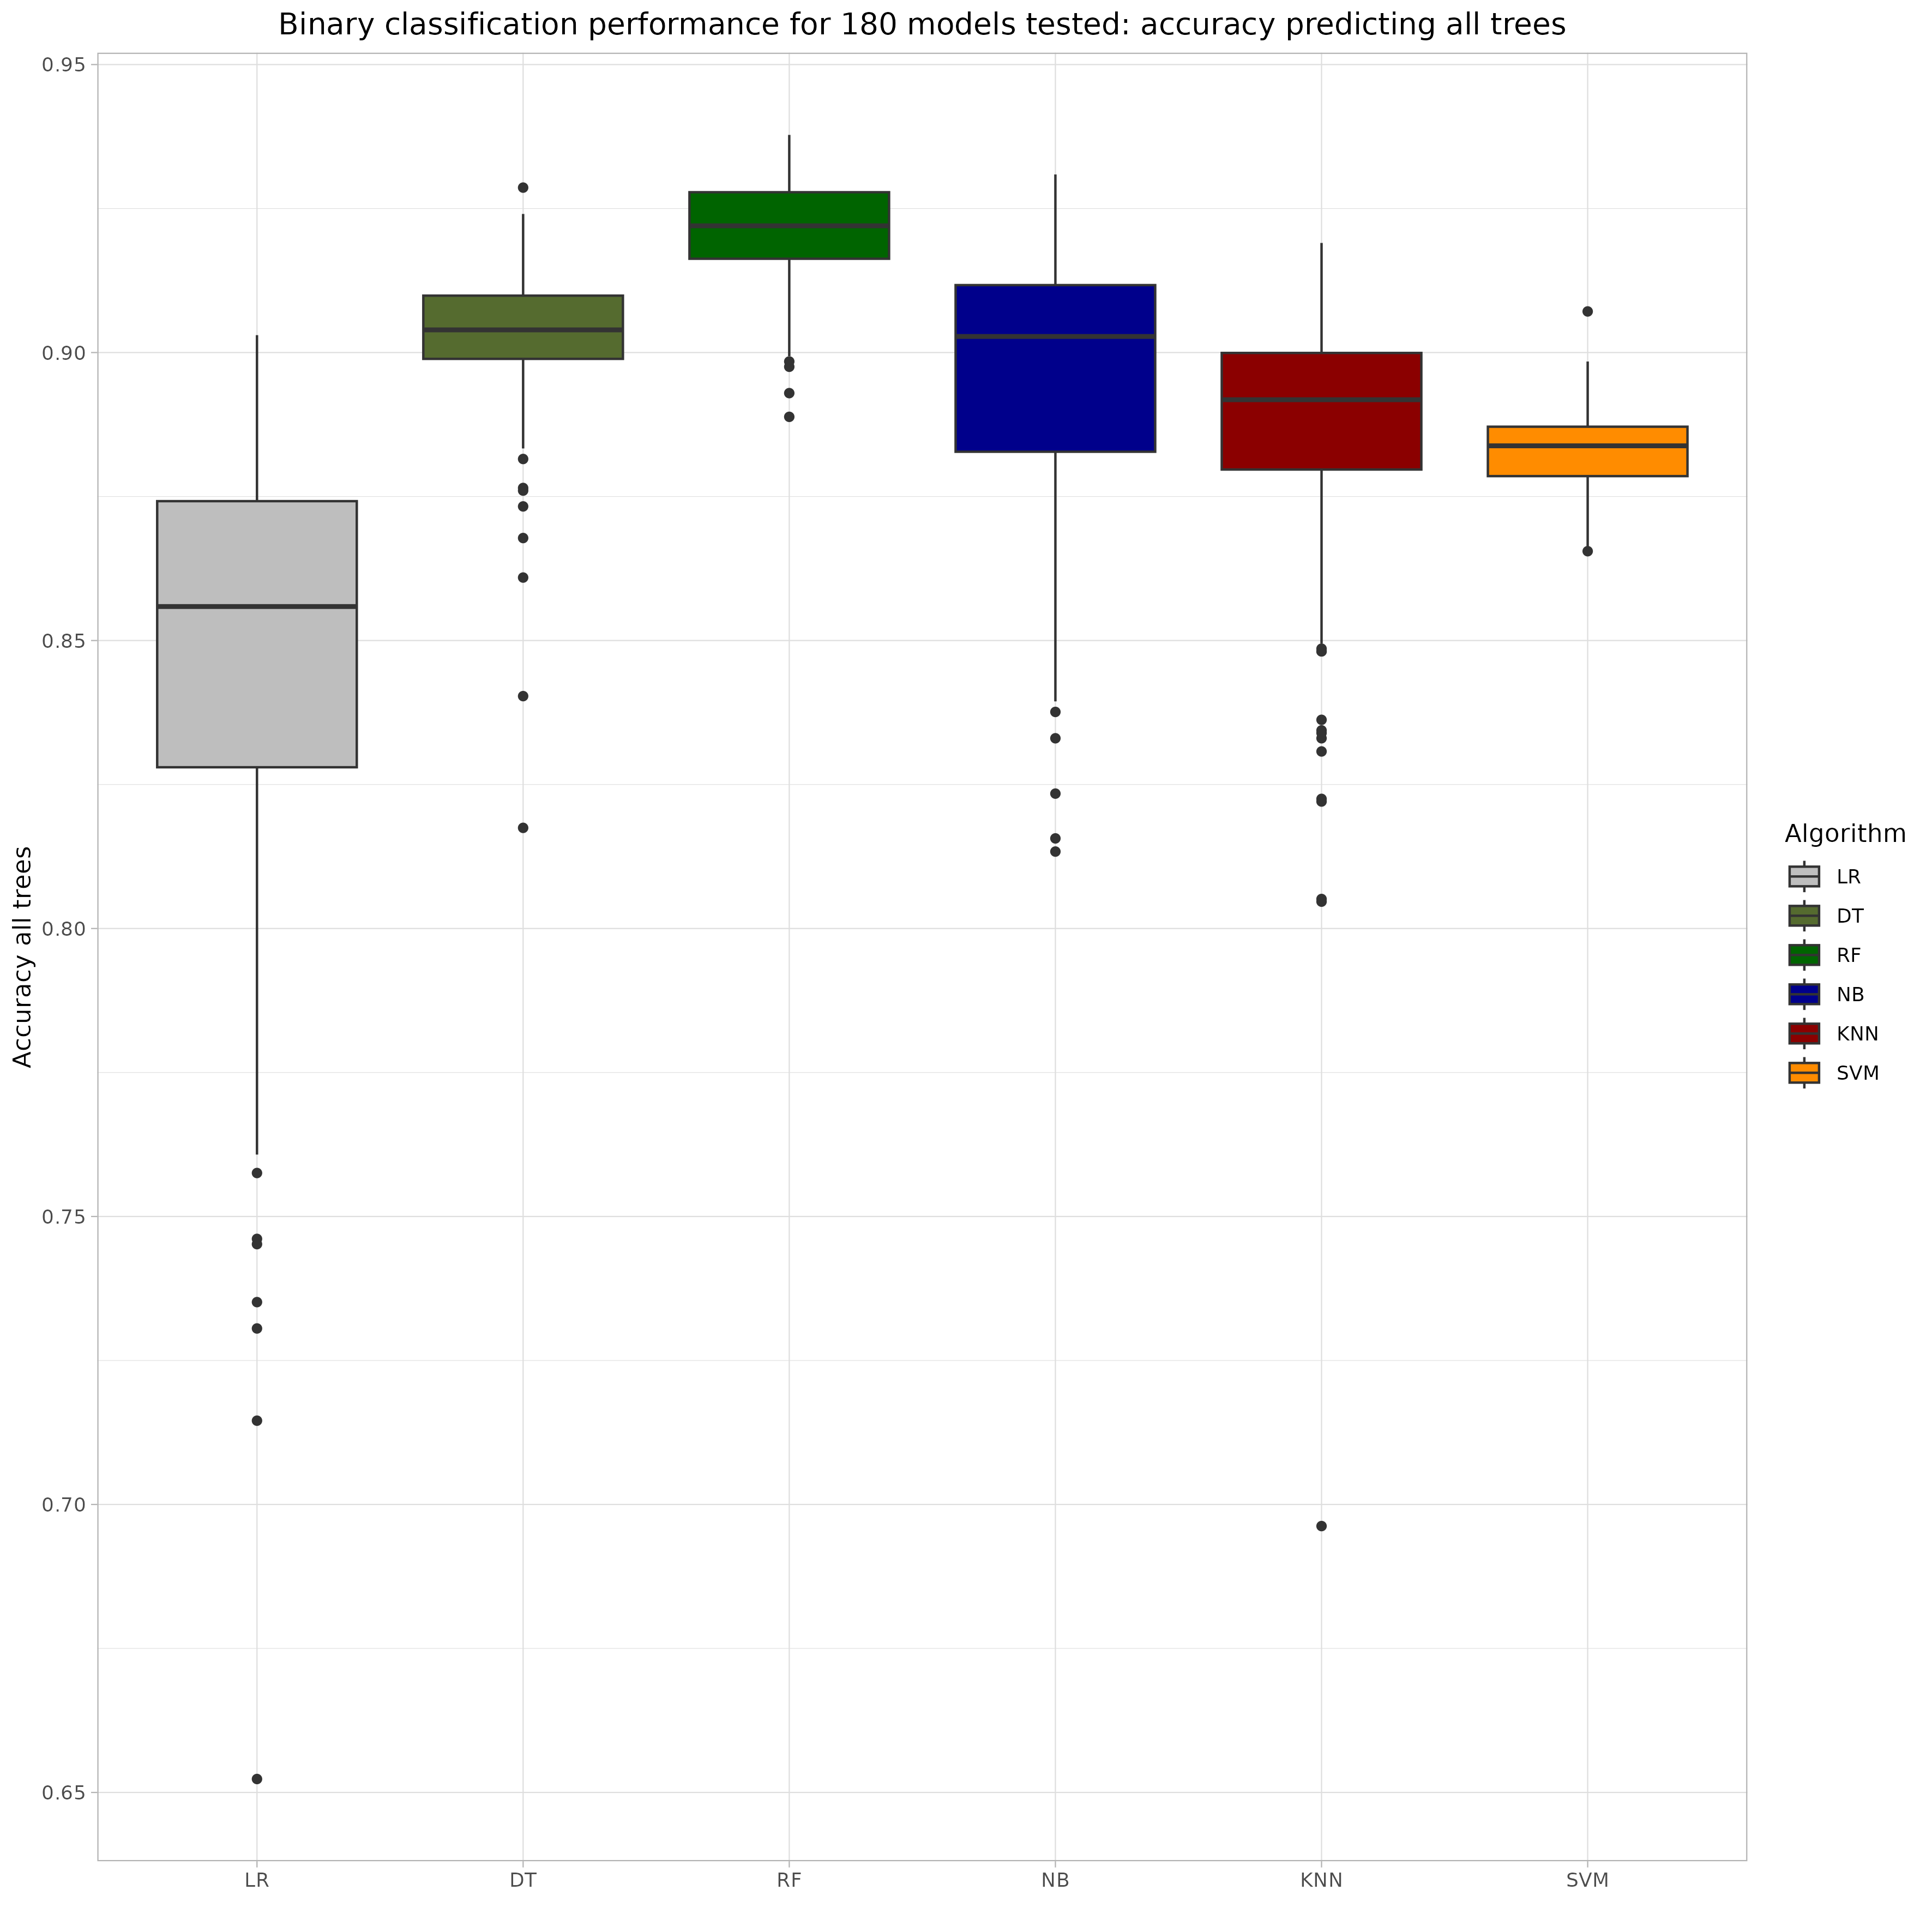 Binary classification performance for 180 models tested: accuracy predicting all trees
Accuracy all trees
0.95
0.90
0.85
0.80
0.75
0.70
0.65
LR
DT
RF
NB
KNN
SVM
Algorithm
LR
DT
RF
NB
KNN
SVM